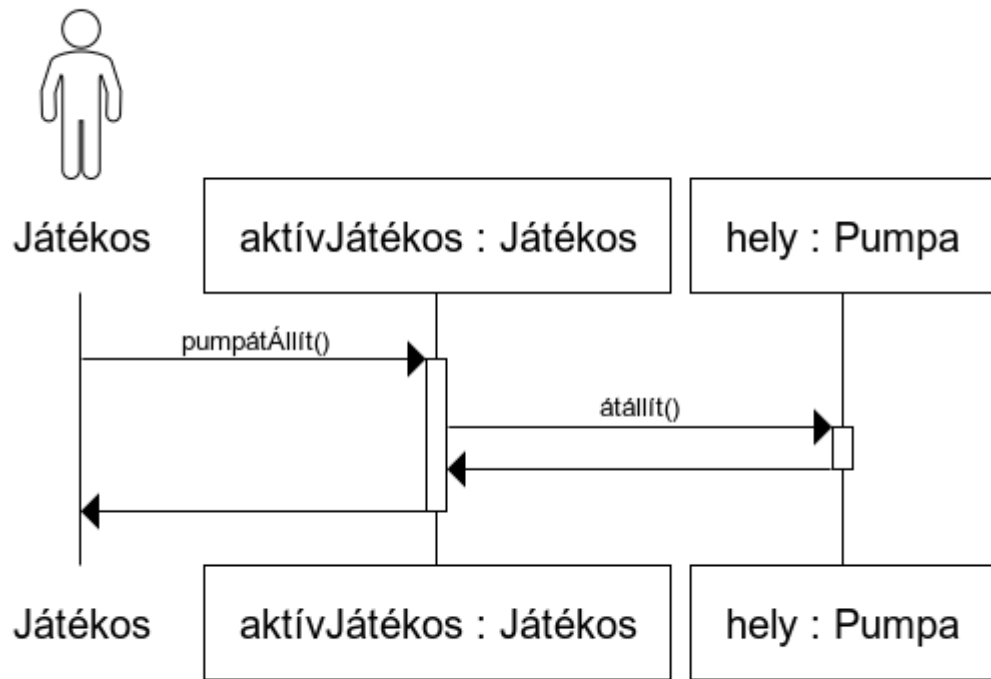 Játékos
aktívJátékos : Játékos
hely : Pumpa
pumpátÁllít()
átállít()
Játékos
aktívJátékos : Játékos
hely : Pumpa